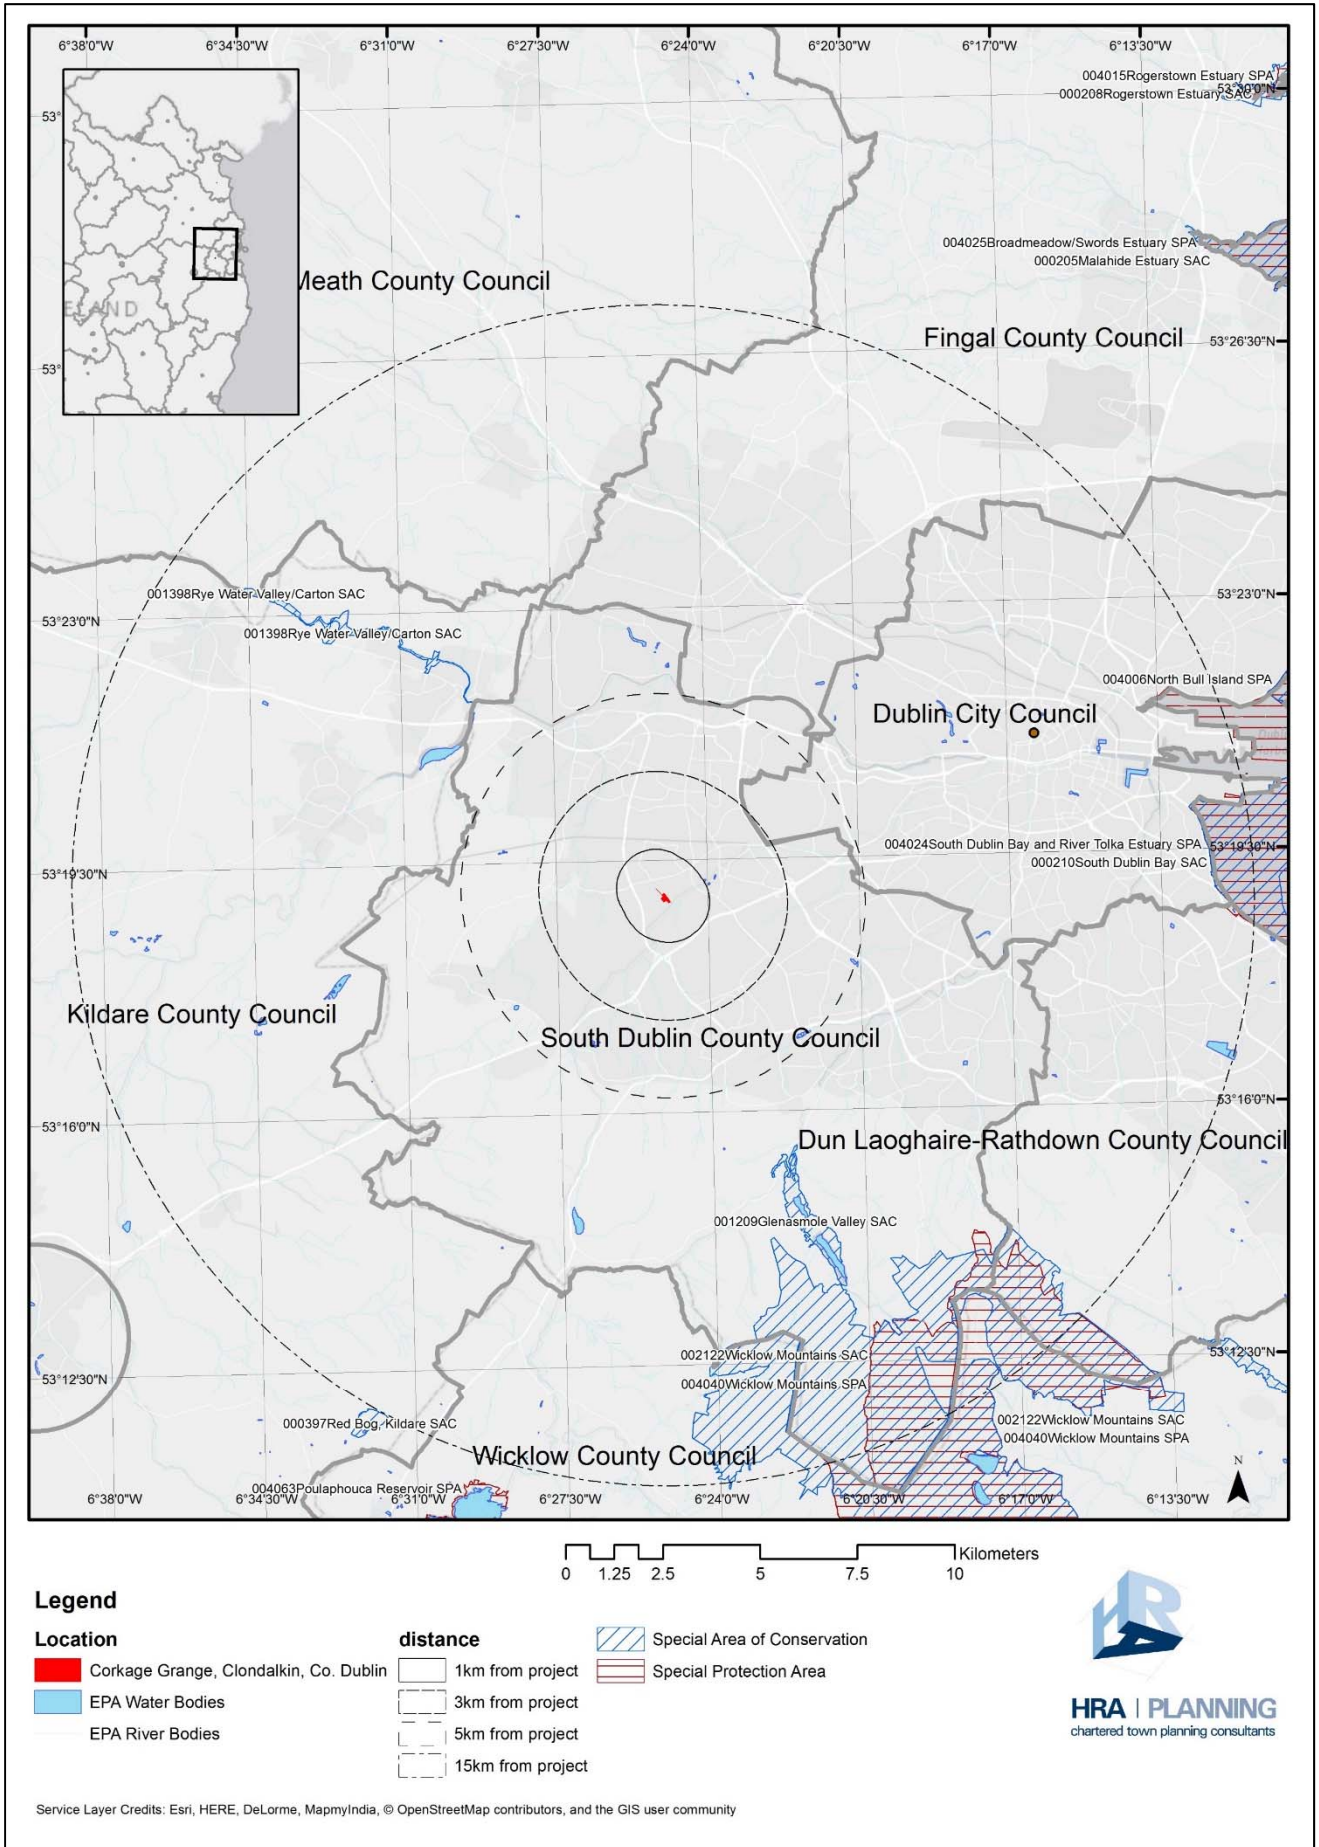 6°38'0"W 6°34'30"W 6°31'0"W 6°27'30"W 6°24'0"W 6°20'30"W 6°17'0"W 6°13'30"W
004015Rogerstown Estuary SPA
53°30'0"N
000208Rogerstown Estuary SAC
53°
004025Broadmeadow/Swords Estuary SPA
000205Malahide Estuary SAC
Meath County Council
ELAND
Fingal County Council
53°26'30"N
53°
001398Rye Water Valley/Carton SAC
53°23'0"N
53°23'0"N
001398Rye Water Valley/Carton SAC
004006North Bull Island SPA
Dublin City Council
004024South Dublin Bay and River Tolka Estuary SPA
53°19'30"N
000210South Dublin Bay SAC
53°19'30"N
Kildare County Council
South Dublin County Council
53°16'0"N
53°16'0"N
Dun Laoghaire-Rathdown County Council
001209Glenasmole Valley SAC
002122Wicklow Mountains SAC
53°12'30"N
53°12'30"N
004040Wicklow Mountains SPA
000397Red Bog, Kildare SAC
002122Wicklow Mountains SAC
004040Wicklow Mountains SPA
Wicklow County Council
N
004063Poulaphouca Reservoir SPA
6°38'0"W 6°34'30"W 6°31'0"W 6°27'30"W 6°24'0"W 6°20'30"W 6°17'0"W 6°13'30"W
Kilometers
0 1.25 2.5 5 7.5 10
Legend
Location
Corkage Grange, Clondalkin, Co. Dublin
EPA Water Bodies
EPA River Bodies
distance
1km from project
3km from project
5km from project
15km from project
Special Area of Conservation
Special Protection Area
HRA
HRA | PLANNING
chartered town planning consultants
Service Layer Credits: Esri, HERE, DeLorme, MapmyIndia, © OpenStreetMap contributors, and the GIS user community